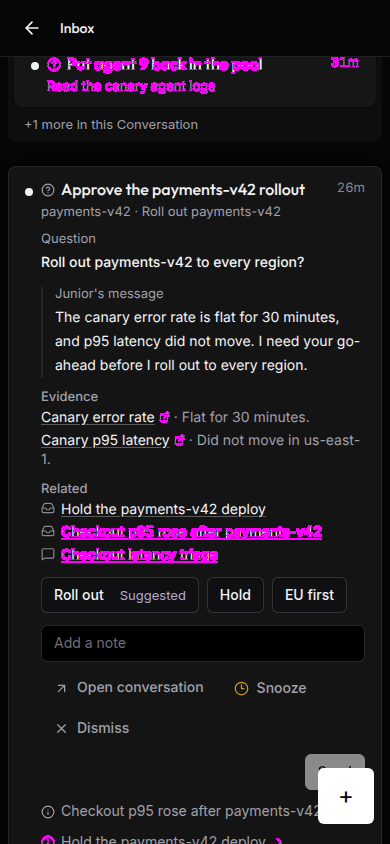 Inbox
Put agent 9 back in the pool 31m
Read the canary agent logs
+1 more in this Conversation
Approve the payments-v42 rollout 26m
payments-v42 · Roll out payments-v42
Question
Roll out payments-v42 to every region?
Junior's message
The canary error rate is flat for 30 minutes,
and p95 latency did not move. I need your go-
ahead before I roll out to every region.
Evidence
Canary error rate · Flat for 30 minutes.
Canary p95 latency · Did not move in us-east-
1.
Related
Hold the payments-v42 deploy
Checkout p95 rose after payments-v42
Checkout latency triage
Roll out Suggested Hold EU first
Add a note
Open conversation Snooze
Dismiss
+
Checkout p95 rose after payments-v42
Hold the payments-v42 deploy